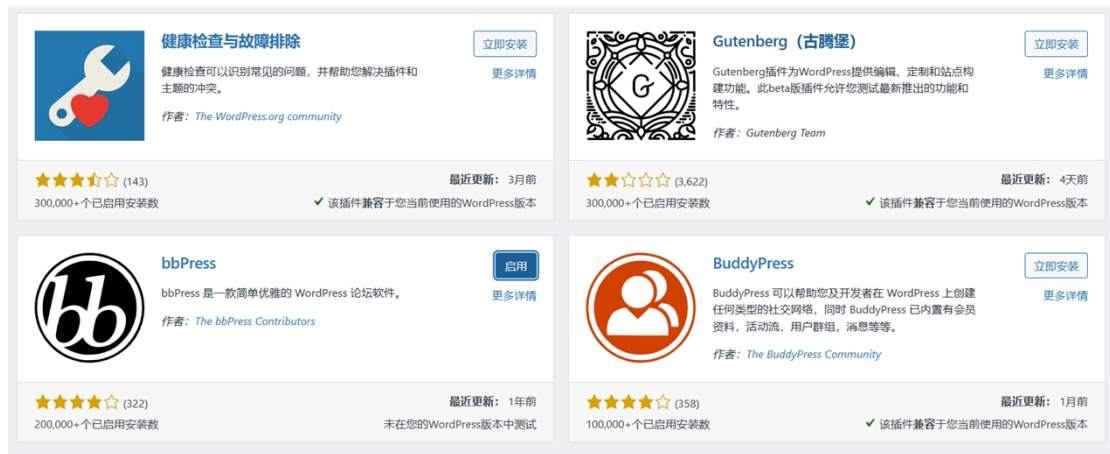 健康检查与故障排除
立即安装
健康检查可以识别常见的问题，并帮助您解决插件和
更多详情
主题的冲突。
作者：The WordPress.org community
(143)
最近更新： 3月前
300,000+个已启用安装数
该插件兼容于您当前使用的WordPress版本
G
Gutenberg（古腾堡）
立即安装
Gutenberg插件为WordPress提供编辑、定制和站点构
更多详情
建功能。此beta版插件允许您测试最新推出的功能和
特性。
作者：Gutenberg Team
(3,622)
最近更新： 4天前
300,000+个已启用安装数
该插件兼容于您当前使用的WordPress版本
bb
bbPress
启用
bbPress 是一款简单优雅的 WordPress 论坛软件。
更多详情
作者：The bbPress Contributors
(322)
最近更新： 1年前
200,000+个已启用安装数
未在您的WordPress版本中测试
BuddyPress
立即安装
BuddyPress 可以帮助您及开发者在 WordPress 上创建
更多详情
任何类型的社交网络，同时 BuddyPress 已内置有会员
资料，活动流，用户群组，消息等等。
作者：The BuddyPress Community
(358)
最近更新： 1月前
100,000+个已启用安装数
该插件兼容于您当前使用的WordPress版本